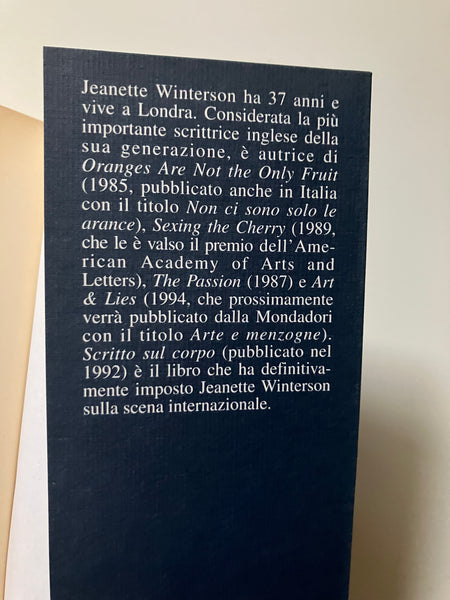 Jeanette Winterson ha 37 anni e
vive a Londra. Considerata la più
importante scrittrice inglese della
sua generazione, è autrice di
Oranges Are Not the Only Fruit
(1985, pubblicato anche in Italia
con il titolo Non ci sono solo le
arance), Sexing the Cherry (1989,
che le è valso il premio dell'Ame-
rican Academy of Arts and
Letters), The Passion (1987) e Art
& Lies (1994, che prossimamente
verrà pubblicato dalla Mondadori
con il titolo Arte e menzogne).
Scritto sul corpo (pubblicato nel
1992) è il libro che ha definitiva-
mente imposto Jeanette Winterson
sulla scena internazionale.